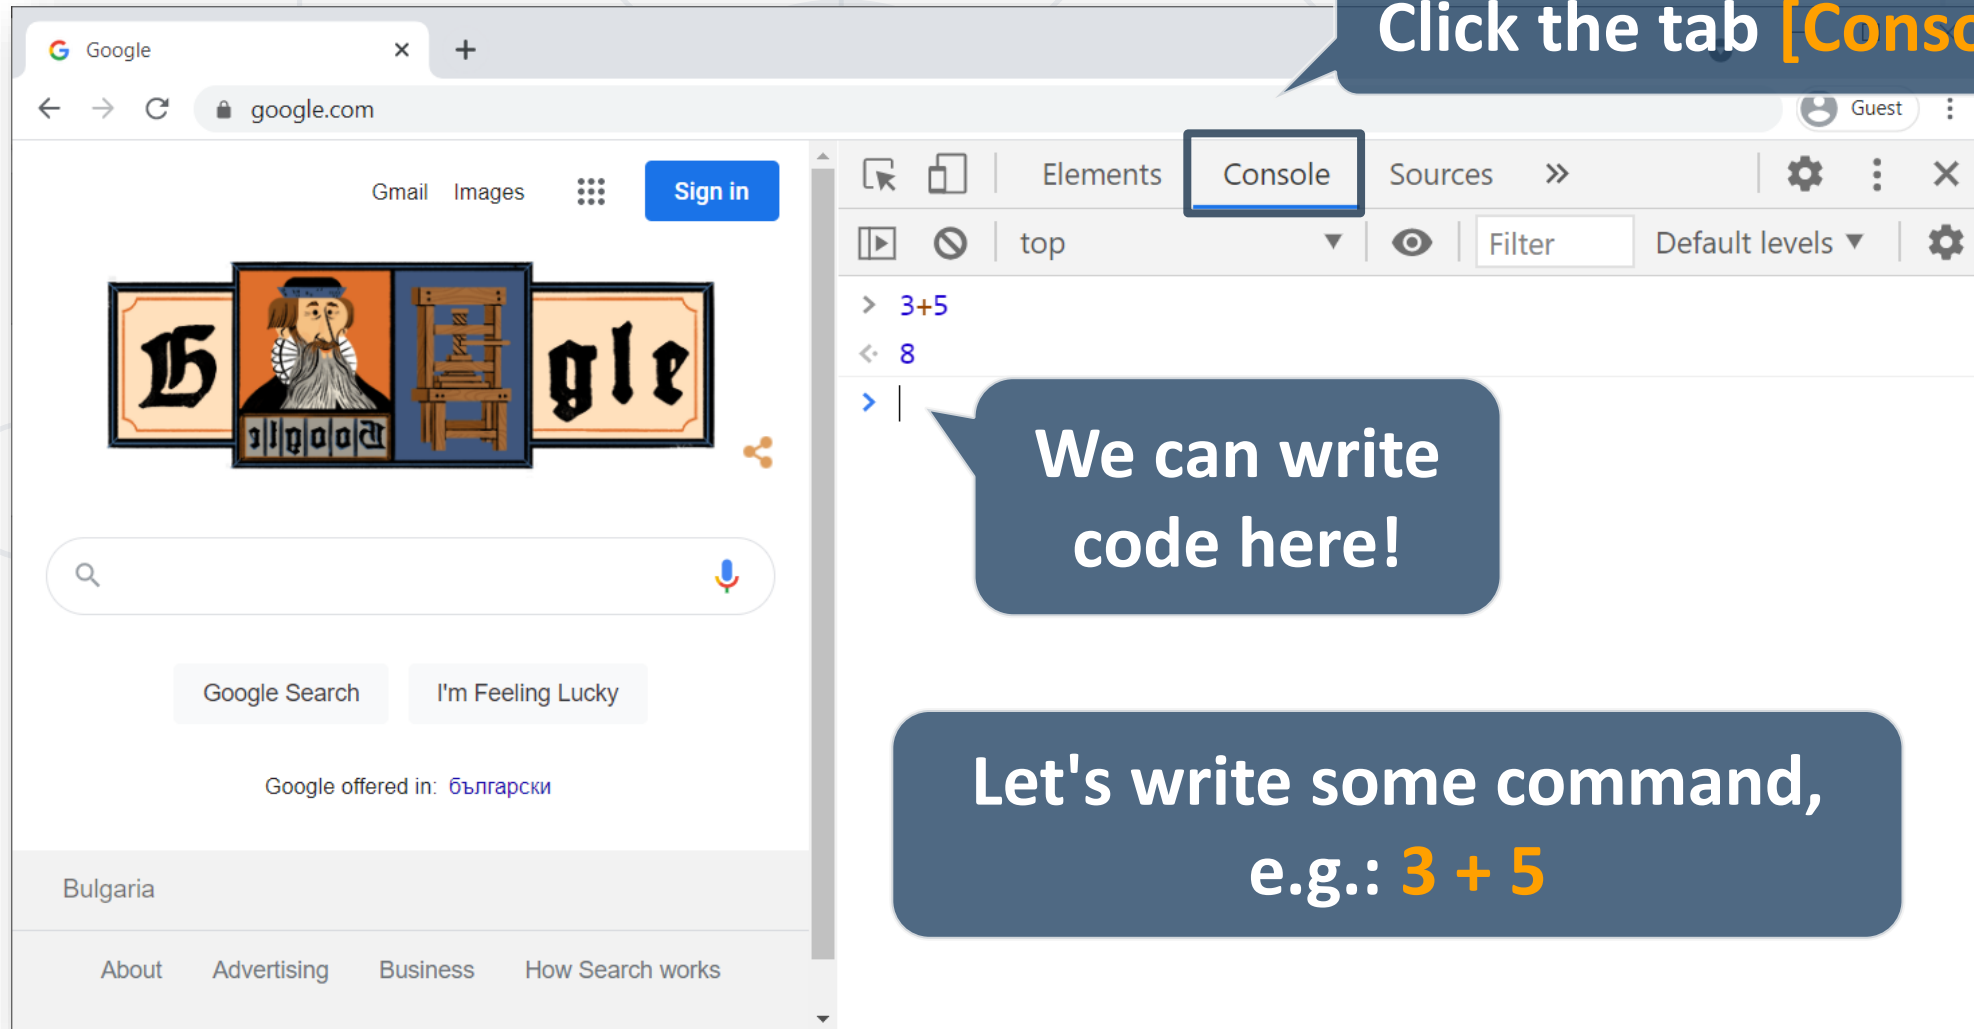 Click the tab [Conso
Google
google.com
Guest
Gmail Images
Sign in
Elements Console Sources
top
Filter
Default levels
3+5
8
G gle
Google
We can write
code here!
Google Search
I'm Feeling Lucky
Google offered in: български
Let's write some command,
e.g.: 3 + 5
Bulgaria
About Advertising Business How Search works